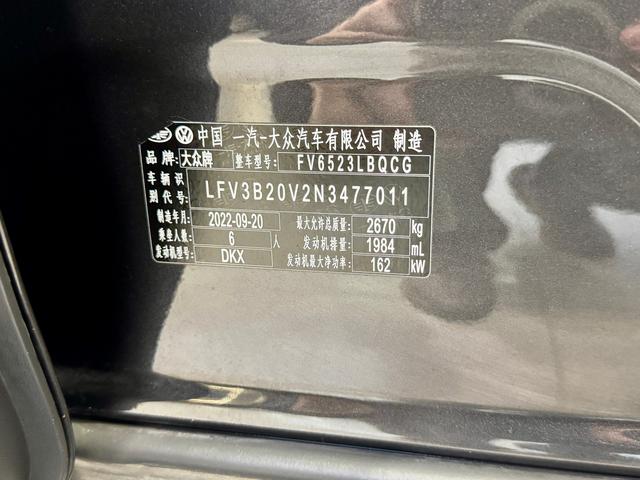 中国 一汽-大众汽车有限公司 制造
品牌: 大众牌 整车型号: FV6523LBQCG
车辆识别代号: LFV3B20V2N3477011
制造年月: 2022-09-20 最大允许总质量: 2670 kg
乘坐人数: 6 人 发动机排量: 1984 mL
发动机型号: DKX 发动机最大净功率: 162 kW